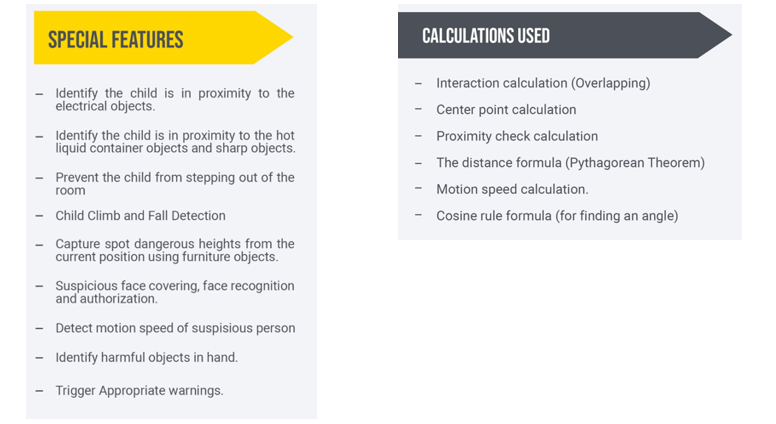 SPECIAL FEATURES
– Identify the child is in proximity to the
electrical objects.
– Identify the child is in proximity to the hot
liquid container objects and sharp objects.
– Prevent the child from stepping out of the
room
– Child Climb and Fall Detection
– Capture spot dangerous heights from the
current position using furniture objects.
– Suspicious face covering, face recognition
and authorization.
– Detect motion speed of suspisious person
– Identify harmful objects in hand.
– Trigger Appropriate warnings.
CALCULATIONS USED
– Interaction calculation (Overlapping)
– Center point calculation
– Proximity check calculation
– The distance formula (Pythagorean Theorem)
– Motion speed calculation.
– Cosine rule formula (for finding an angle)